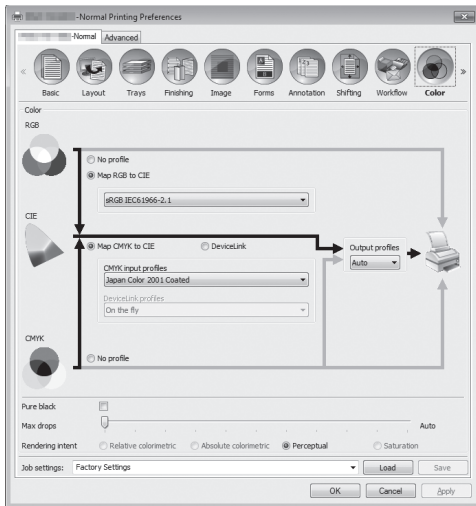 -Normal Printing Preferences
-Normal Advanced
Basic Layout Trays Finishing Image Forms Annotation Shifting Workflow Color
Color
RGB
No profile
Map RGB to CIE
sRGB IEC61966-2.1
CIE
Map CMYK to CIE DeviceLink
Output profiles
Auto
CMYK input profiles
Japan Color 2001 Coated
DeviceLink profiles
On the fly
CMYK
No profile
Pure black
Max drops Auto
Rendering intent Relative colorimetric Absolute colorimetric Perceptual Saturation
Job settings: Factory Settings Load Save
OK Cancel Apply